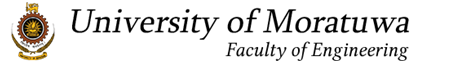 University of Moratuwa
Faculty of Engineering